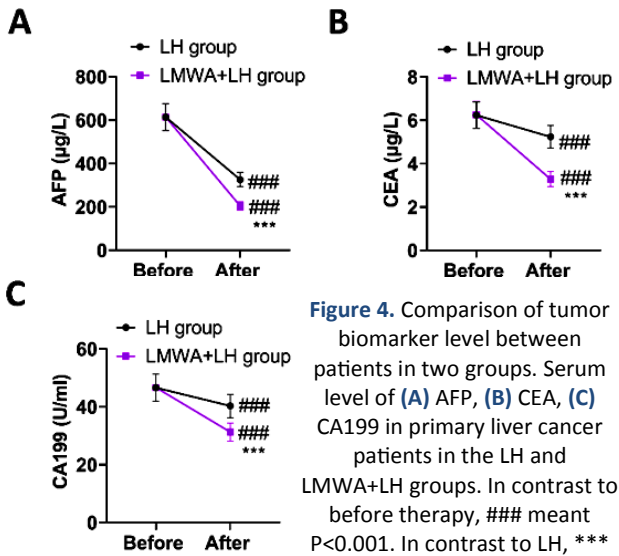 A
LH group
LMWA+LH group
800
600
400
200
0
AFP (μg/L)
###
###
***
Before After
B
LH group
LMWA+LH group
8
6
4
2
0
CEA (μg/L)
###
###
***
Before After
C
LH group
LMWA+LH group
60
40
20
0
CA199 (U/ml)
###
###
***
Before After
Figure 4. Comparison of tumor
biomarker level between
patients in two groups. Serum
level of (A) AFP, (B) CEA, (C)
CA199 in primary liver cancer
patients in the LH and
LMWA+LH groups. In contrast to
before therapy, ### meant
P<0.001. In contrast to LH, ***